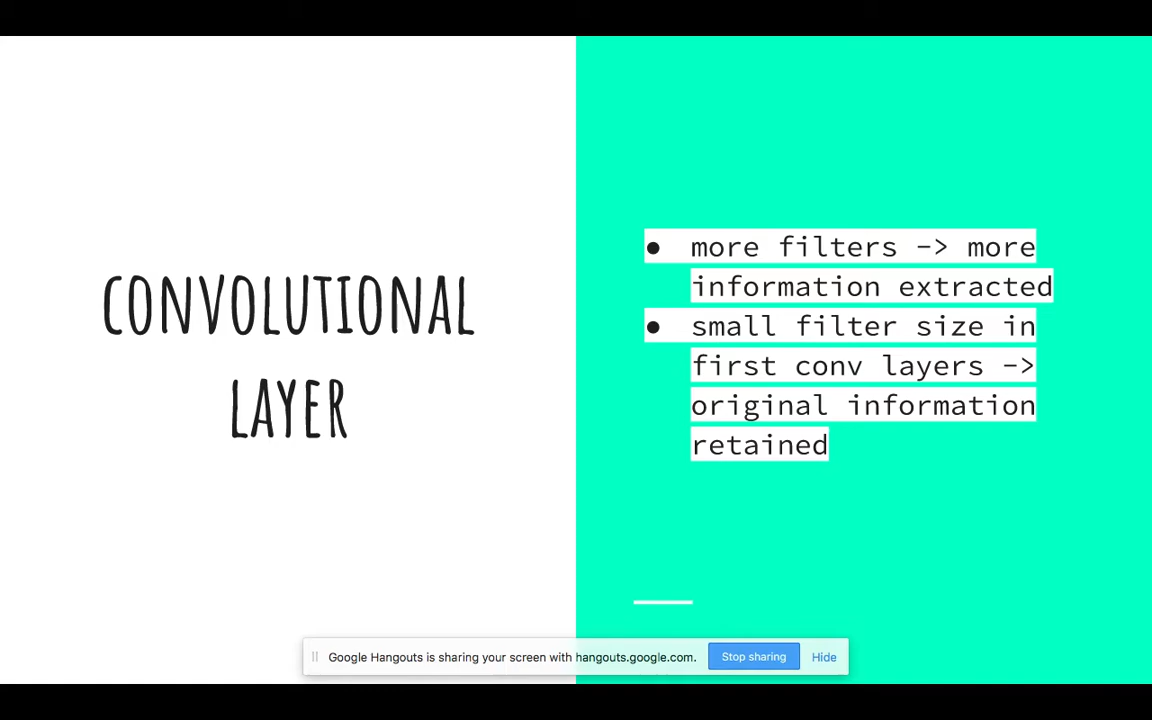 CONVOLUTIONAL
LAYER
● more filters -> more
information extracted
● small filter size in
first conv layers ->
original information
retained
Google Hangouts is sharing your screen with hangouts.google.com.
Stop sharing
Hide